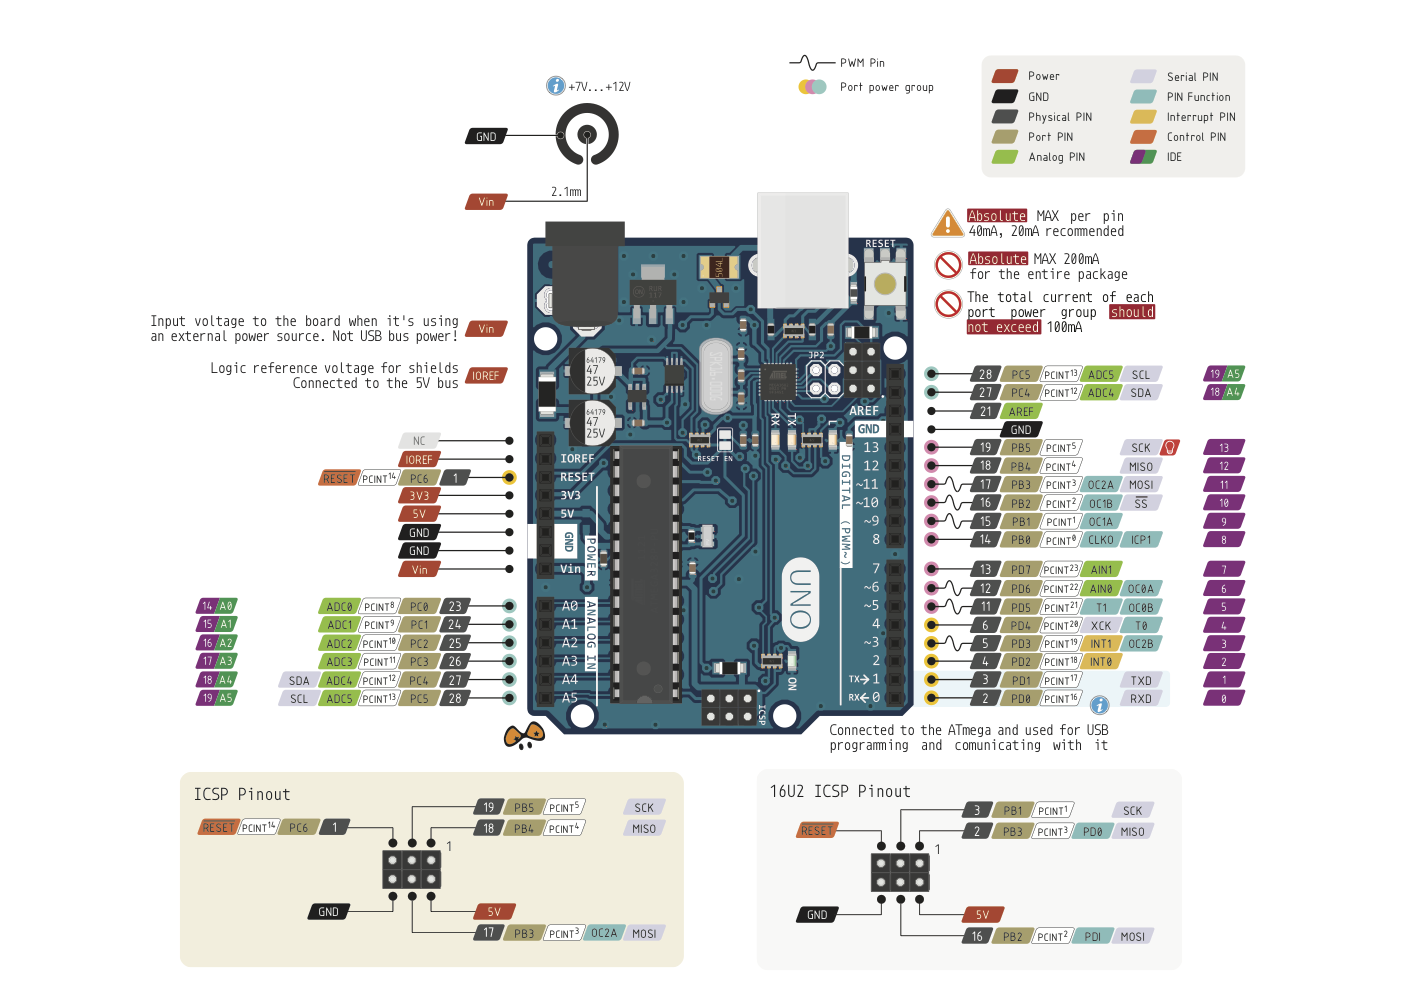 PWM Pin
Port power group
Power
GND
Physical PIN
Port PIN
Analog PIN
Serial PIN
PIN Function
Interrupt PIN
Control PIN
IDE
+7V...+12V
GND
2.1mm
Vin
Absolute MAX per pin
40mA, 20mA recommended
Absolute MAX 200mA
for the entire package
The total current of each
port power group should
not exceed 100mA
Input voltage to the board when it's using
an external power source. Not USB bus power!
Vin
Logic reference voltage for shields
Connected to the 5V bus
IOREF
NC
IOREF
RESET PCINT14 PC6 1
3V3
5V
GND
GND
Vin
14 A0 ADC0 PCINT8 PC0 23
15 A1 ADC1 PCINT9 PC1 24
16 A2 ADC2 PCINT10 PC2 25
17 A3 ADC3 PCINT11 PC3 26
18 A4 SDA ADC4 PCINT12 PC4 27
19 A5 SCL ADC5 PCINT13 PC5 28
RESET
JP2
64179
47
25V
64179
47
25V
RX
TX
L
RESET EN
IOREF
RESET
3V3
5V
GND
Vin
POWER
A0
A1
A2
A3
A4
A5
ANALOG IN
AREF
GND
13
12
~11
~10
~9
8
7
~6
~5
4
~3
2
TX→1
RX←0
DIGITAL (PWM~)
UNO
ON
ICSP
28 PC5 PCINT13 ADC5 SCL 19 A5
27 PC4 PCINT12 ADC4 SDA 18 A4
21 AREF
GND
19 PB5 PCINT5 SCK 13
18 PB4 PCINT4 MISO 12
17 PB3 PCINT3 OC2A MOSI 11
16 PB2 PCINT2 OC1B SS 10
15 PB1 PCINT1 OC1A 9
14 PB0 PCINT0 CLKO ICP1 8
13 PD7 PCINT23 AIN1 7
12 PD6 PCINT22 AIN0 OC0A 6
11 PD5 PCINT21 T1 OC0B 5
6 PD4 PCINT20 XCK T0 4
5 PD3 PCINT19 INT1 OC2B 3
4 PD2 PCINT18 INT0 2
3 PD1 PCINT17 TXD 1
2 PD0 PCINT16 RXD 0
Connected to the ATmega and used for USB
programming and comunicating with it
ICSP Pinout
19 PB5 PCINT5 SCK
RESET PCINT14 PC6 1
18 PB4 PCINT4 MISO
1
GND
5V
17 PB3 PCINT3 OC2A MOSI
16U2 ICSP Pinout
3 PB1 PCINT1 SCK
RESET
2 PB3 PCINT3 PD0 MISO
1
GND
5V
16 PB2 PCINT2 PDI MOSI